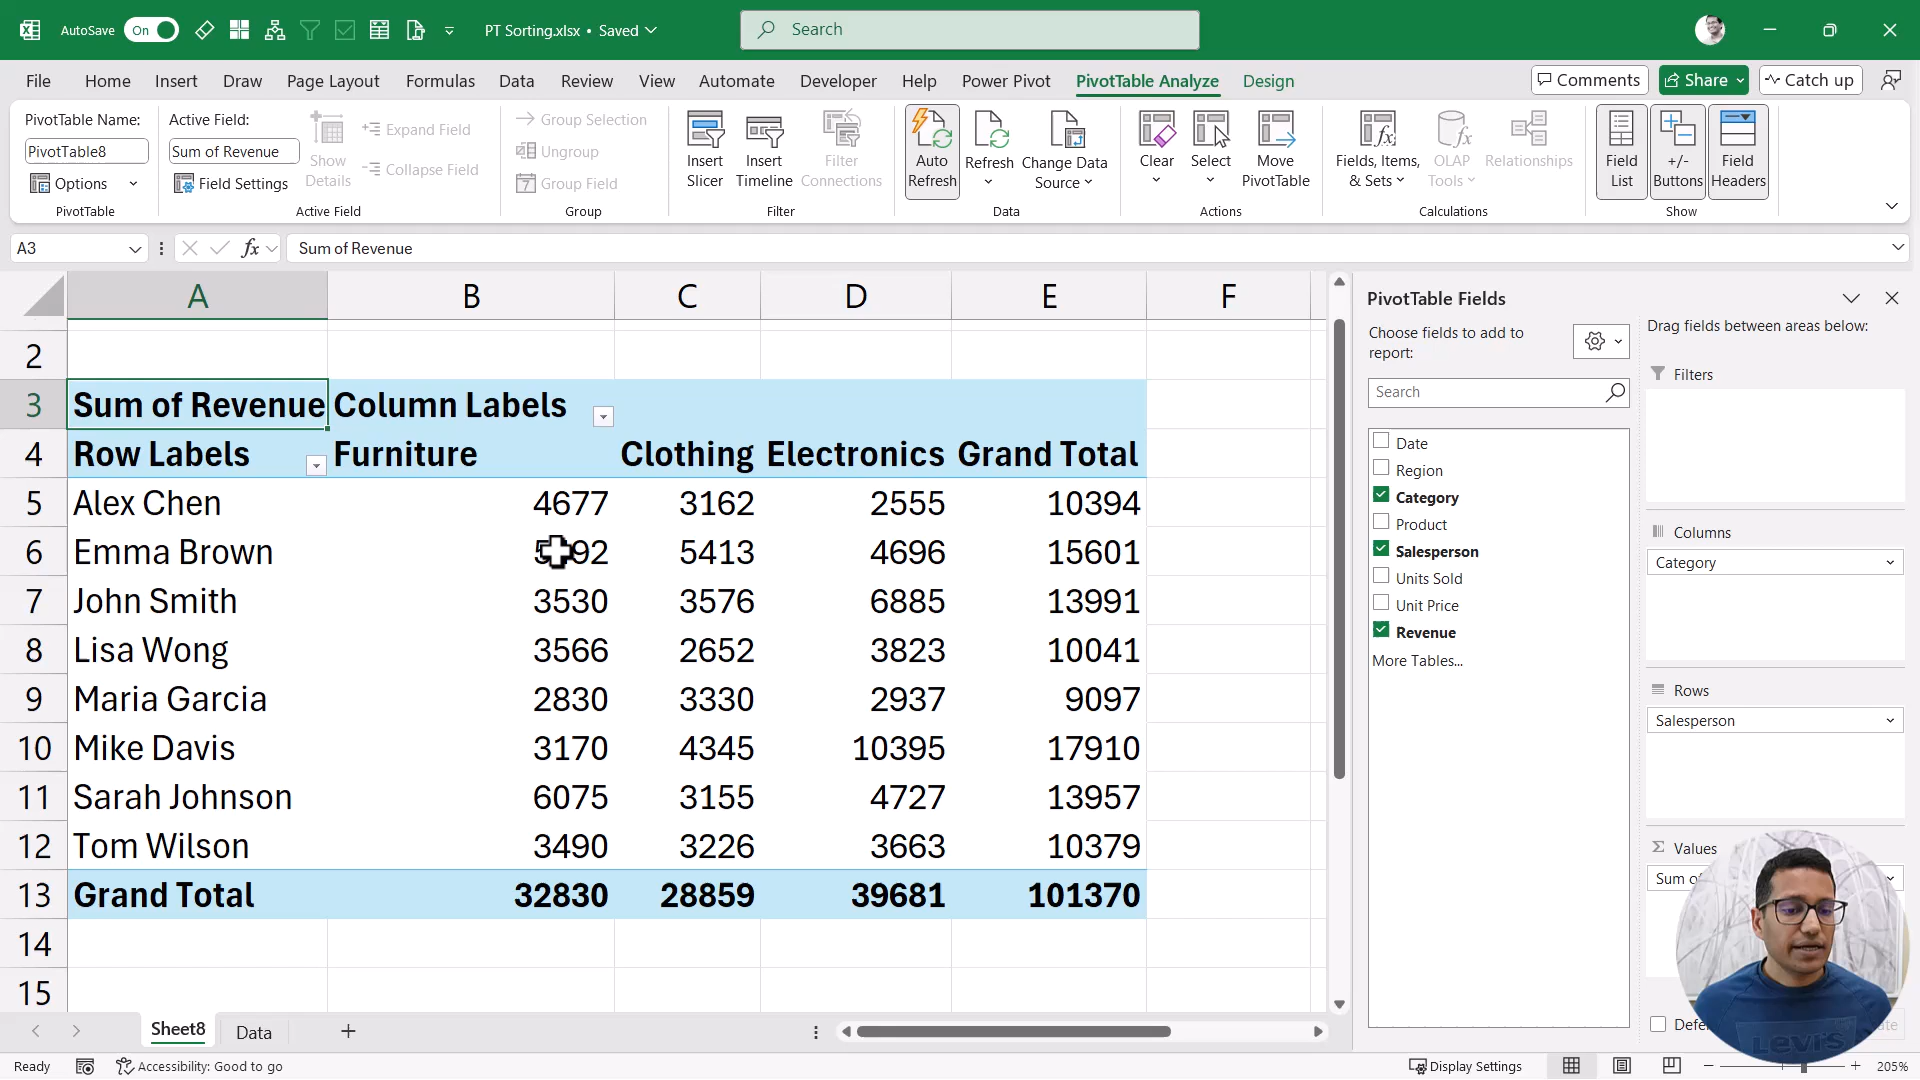 AutoSave On PT Sorting.xlsx • Saved Search
File Home Insert Draw Page Layout Formulas Data Review View Automate Developer Help Power Pivot PivotTable Analyze Design Comments Share Catch up
PivotTable Name:
PivotTable8
Options
PivotTable
Active Field:
Sum of Revenue
Field Settings
Show Details
Expand Field
Collapse Field
Active Field
Group Selection
Ungroup
Group Field
Group
Insert Slicer
Insert Timeline
Filter Connections
Filter
Auto Refresh
Refresh
Change Data Source
Data
Clear
Select
Move PivotTable
Actions
Fields, Items, & Sets
OLAP Tools
Relationships
Calculations
Field List
+/- Buttons
Field Headers
Show
A3 fx Sum of Revenue
A B C D E F
2
3 Sum of Revenue Column Labels
4 Row Labels Furniture Clothing Electronics Grand Total
5 Alex Chen 4677 3162 2555 10394
6 Emma Brown 92 5413 4696 15601
7 John Smith 3530 3576 6885 13991
8 Lisa Wong 3566 2652 3823 10041
9 Maria Garcia 2830 3330 2937 9097
10 Mike Davis 3170 4345 10395 17910
11 Sarah Johnson 6075 3155 4727 13957
12 Tom Wilson 3490 3226 3663 10379
13 Grand Total 32830 28859 39681 101370
14
15
PivotTable Fields
Choose fields to add to
report:
Search
Date
Region
Category
Product
Salesperson
Units Sold
Unit Price
Revenue
More Tables...
Drag fields between areas below:
Filters
Columns
Category
Rows
Salesperson
Σ Values
Sum of
Levi's
Sheet8 Data
Ready Accessibility: Good to go Display Settings 205%